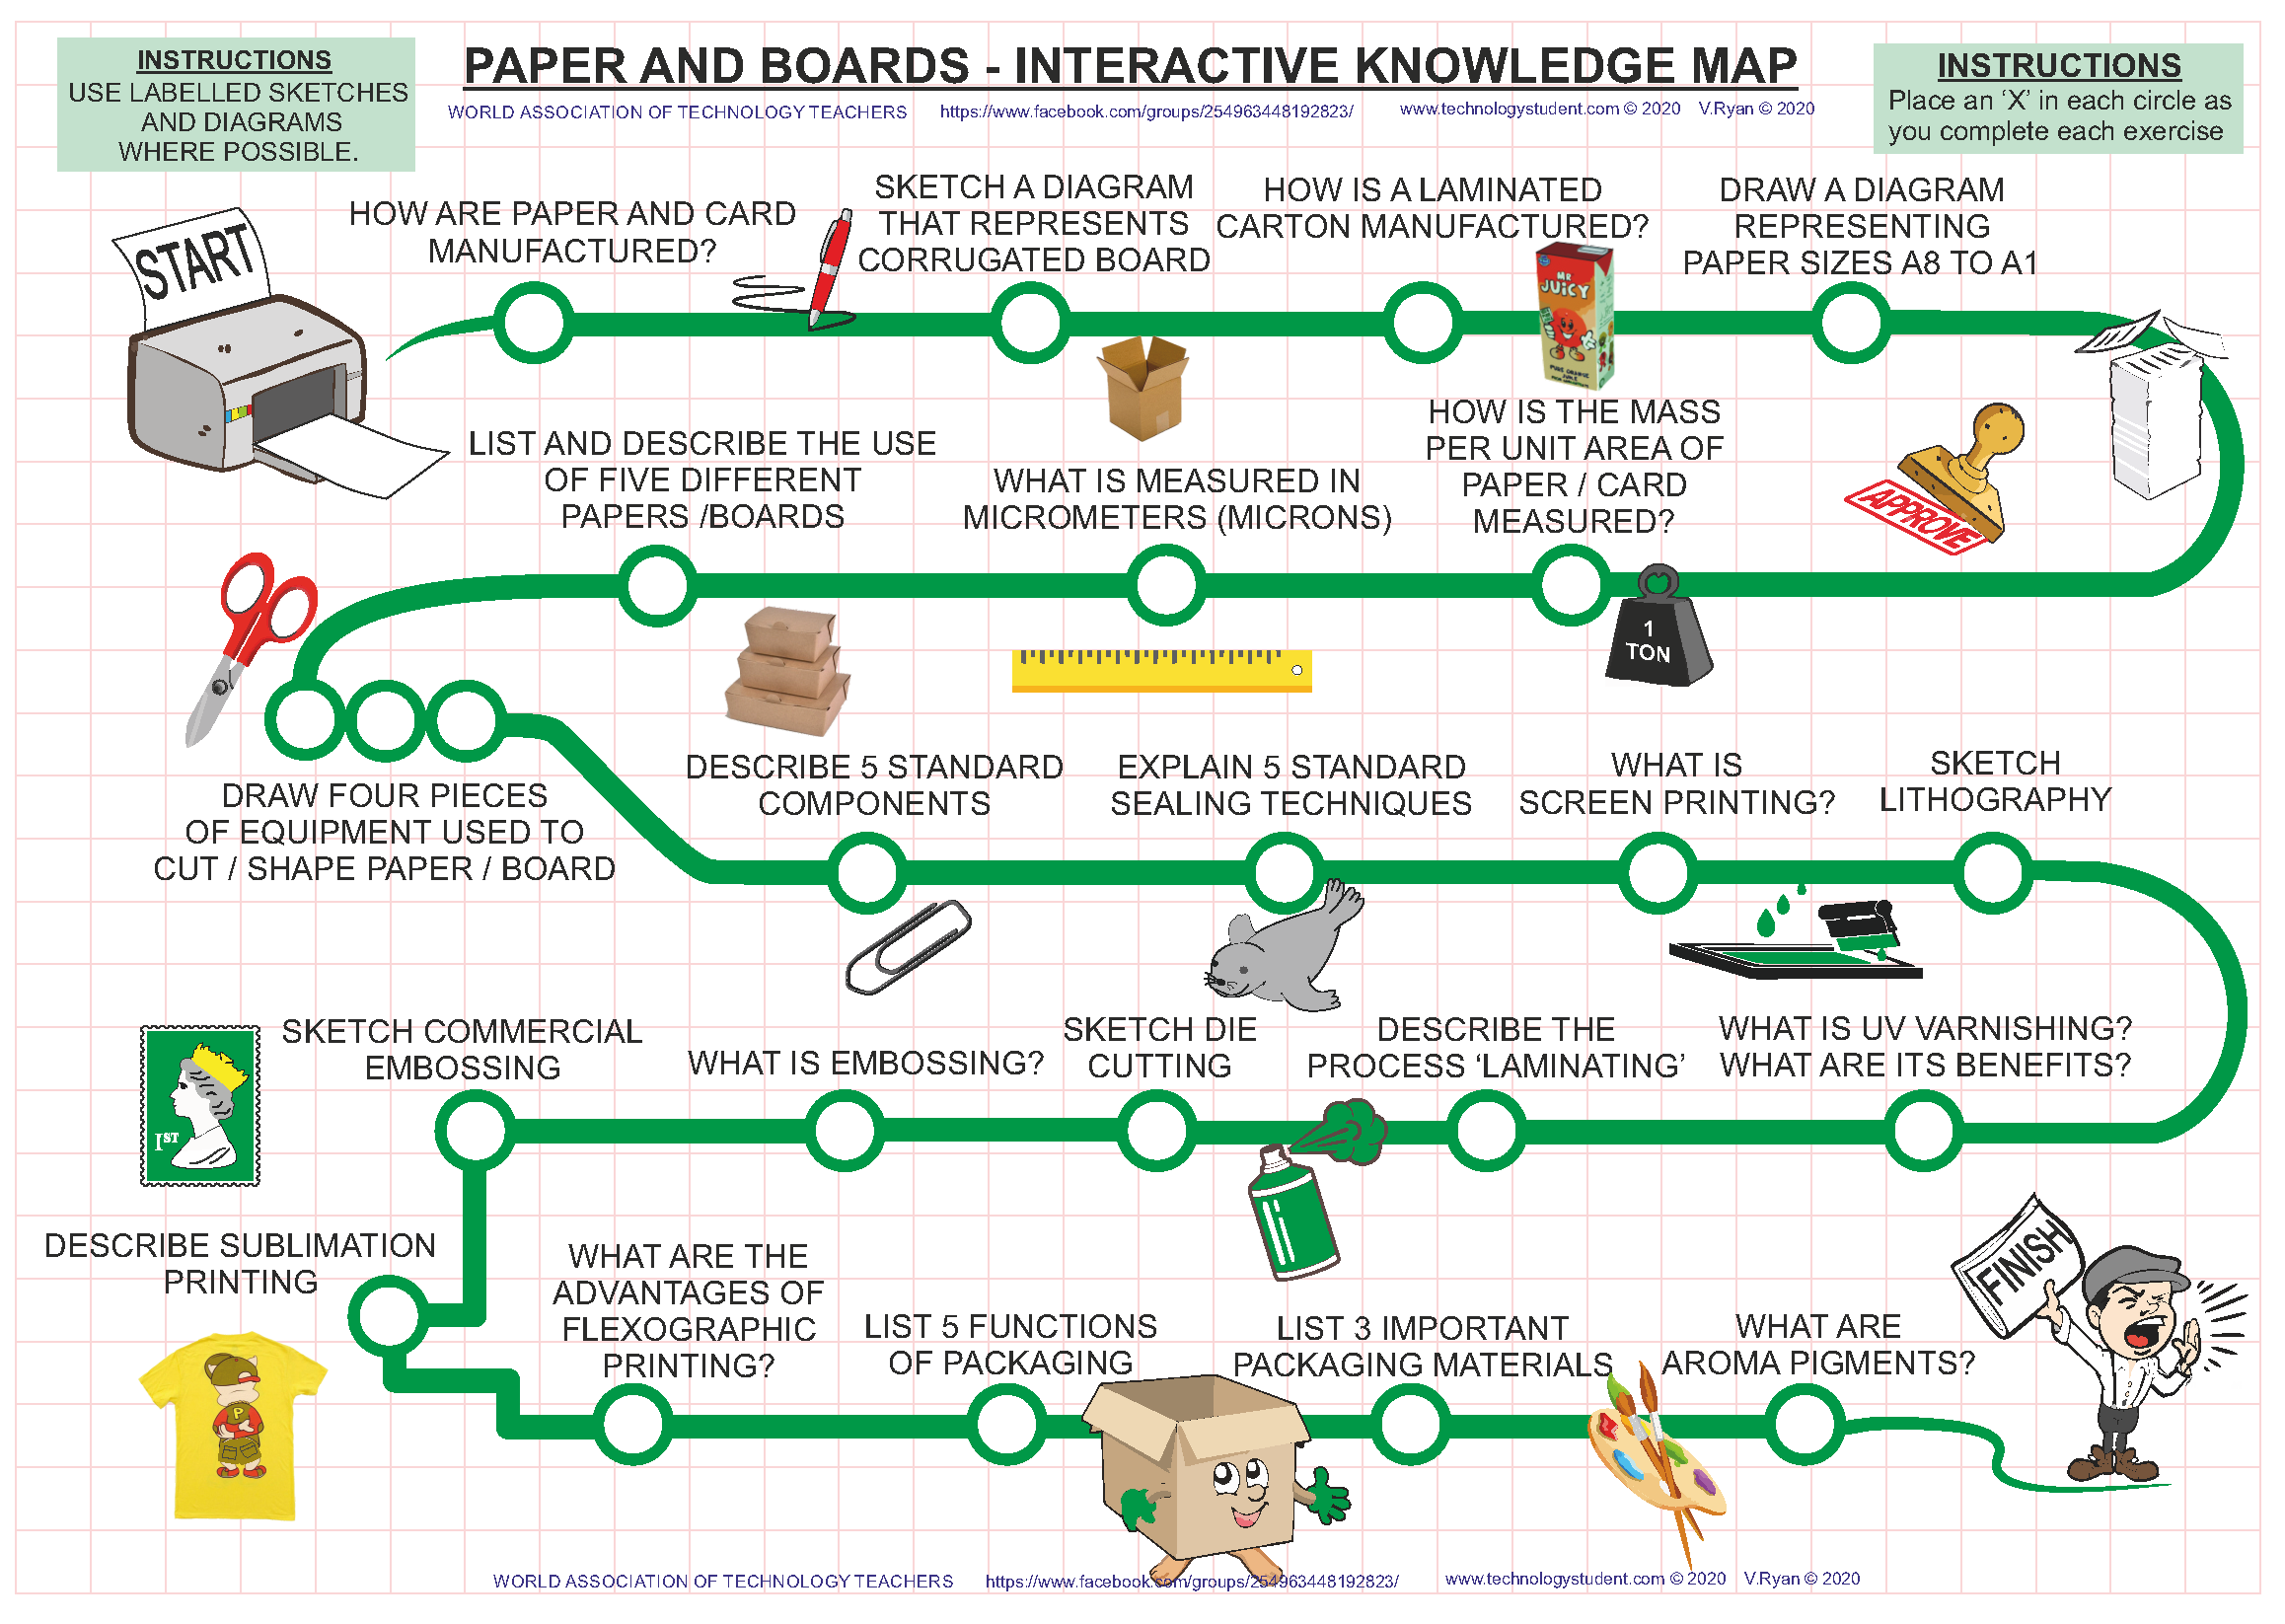 INSTRUCTIONS
USE LABELLED SKETCHES
AND DIAGRAMS
WHERE POSSIBLE.
PAPER AND BOARDS - INTERACTIVE KNOWLEDGE MAP
WORLD ASSOCIATION OF TECHNOLOGY TEACHERS https://www.facebook.com/groups/254963448192823/ www.technologystudent.com © 2020 V.Ryan © 2020
INSTRUCTIONS
Place an ‘X’ in each circle as
you complete each exercise
START
HOW ARE PAPER AND CARD
MANUFACTURED?
SKETCH A DIAGRAM
THAT REPRESENTS
CORRUGATED BOARD
HOW IS A LAMINATED
CARTON MANUFACTURED?
MR
JUICY
PURE ORANGE
JUICE
DRAW A DIAGRAM
REPRESENTING
PAPER SIZES A8 TO A1
APPROVE
HOW IS THE MASS
PER UNIT AREA OF
PAPER / CARD
MEASURED?
1
TON
WHAT IS MEASURED IN
MICROMETERS (MICRONS)
LIST AND DESCRIBE THE USE
OF FIVE DIFFERENT
PAPERS /BOARDS
DRAW FOUR PIECES
OF EQUIPMENT USED TO
CUT / SHAPE PAPER / BOARD
DESCRIBE 5 STANDARD
COMPONENTS
EXPLAIN 5 STANDARD
SEALING TECHNIQUES
WHAT IS
SCREEN PRINTING?
SKETCH
LITHOGRAPHY
WHAT IS UV VARNISHING?
WHAT ARE ITS BENEFITS?
DESCRIBE THE
PROCESS ‘LAMINATING’
SKETCH DIE
CUTTING
WHAT IS EMBOSSING?
SKETCH COMMERCIAL
EMBOSSING
1ST
DESCRIBE SUBLIMATION
PRINTING
P
WHAT ARE THE
ADVANTAGES OF
FLEXOGRAPHIC
PRINTING?
LIST 5 FUNCTIONS
OF PACKAGING
LIST 3 IMPORTANT
PACKAGING MATERIALS
WHAT ARE
AROMA PIGMENTS?
FINISH
WORLD ASSOCIATION OF TECHNOLOGY TEACHERS https://www.facebook.com/groups/254963448192823/ www.technologystudent.com © 2020 V.Ryan © 2020